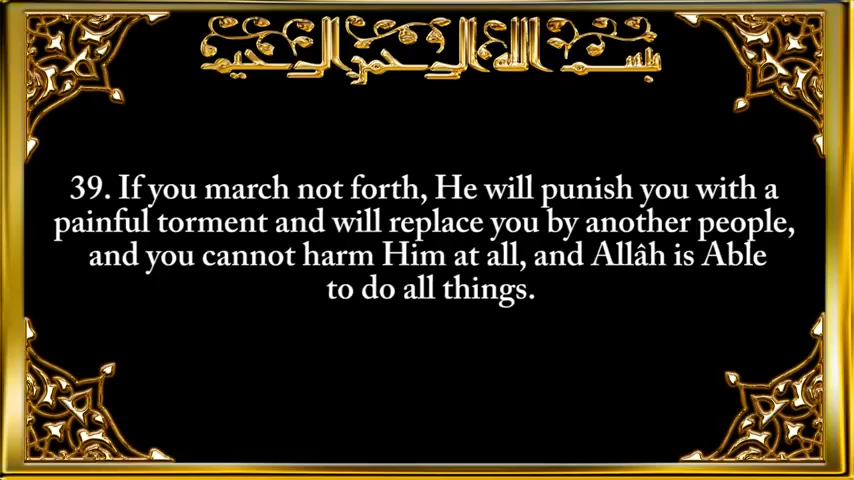 بسم الله الرحمن الرحيم
39. If you march not forth, He will punish you with a
painful torment and will replace you by another people,
and you cannot harm Him at all, and Allâh is Able
to do all things.